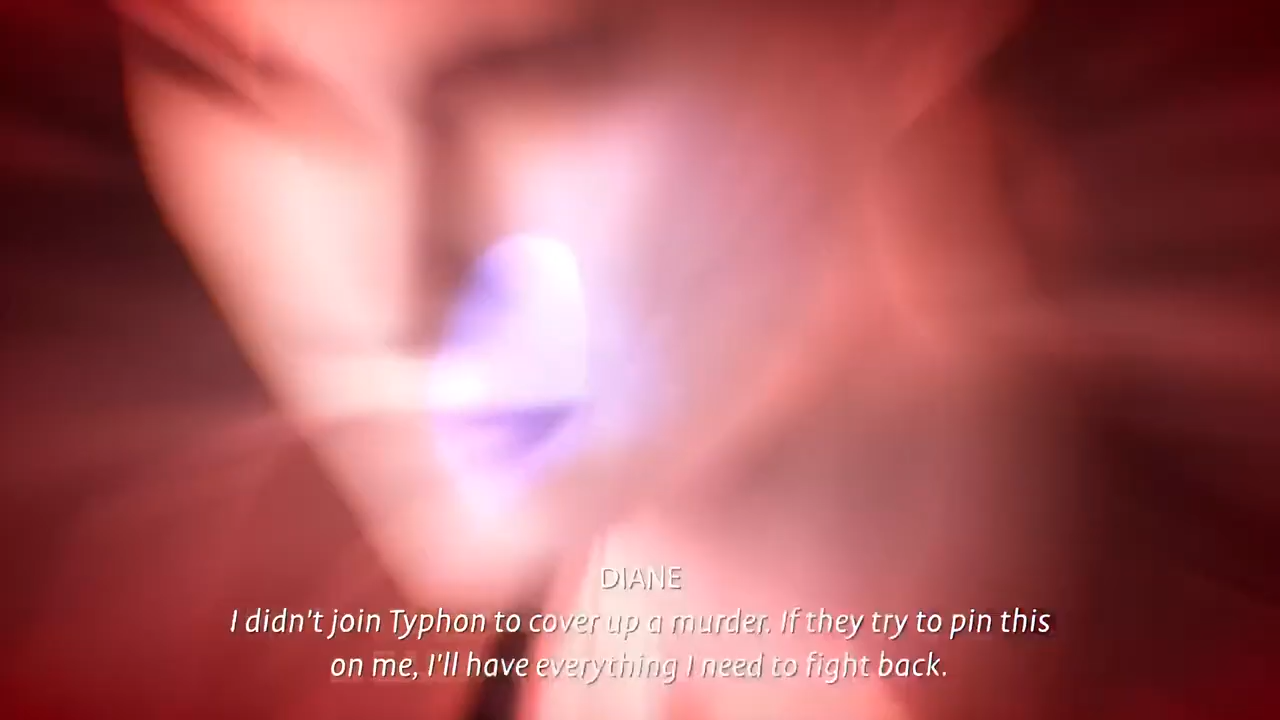 DIANE
I didn't join Typhon to cover up a murder. If they try to pin this
on me, I'll have everything I need to fight back.